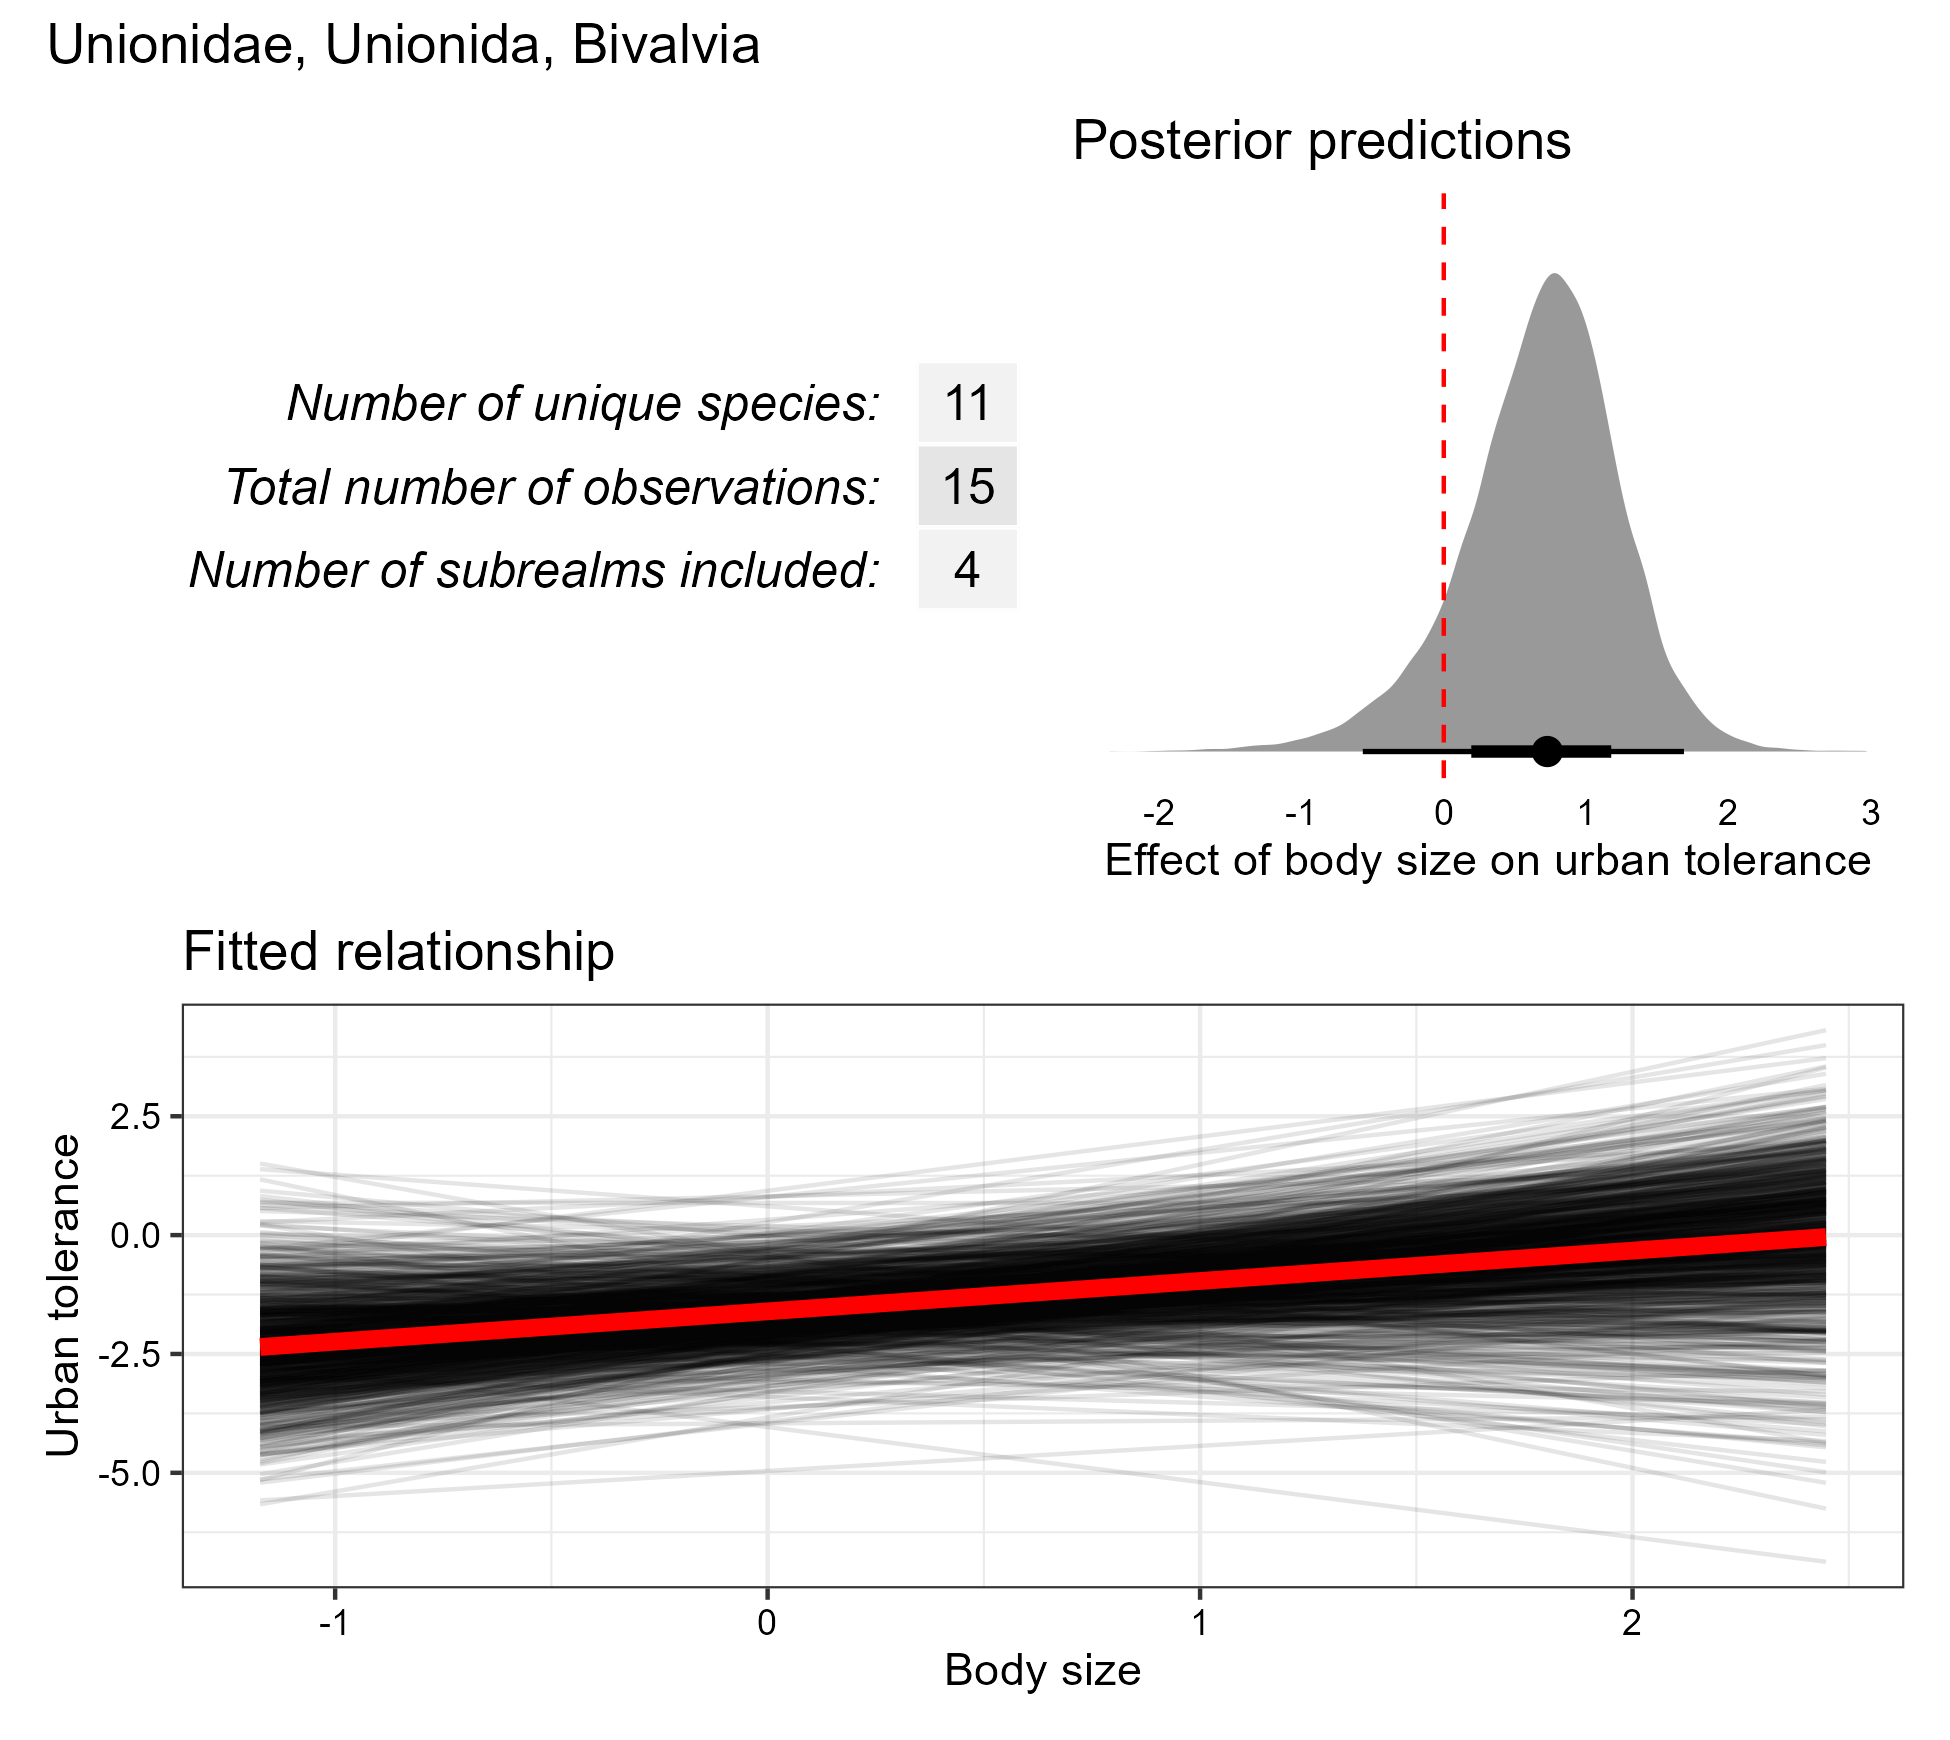 Unionidae, Unionida, Bivalvia
Posterior predictions
Number of unique species: 11
Total number of observations: 15
Number of subrealms included: 4
-2 -1 0 1 2 3
Effect of body size on urban tolerance
Fitted relationship
Urban tolerance
2.5
0.0
-2.5
-5.0
-1 0 1 2
Body size